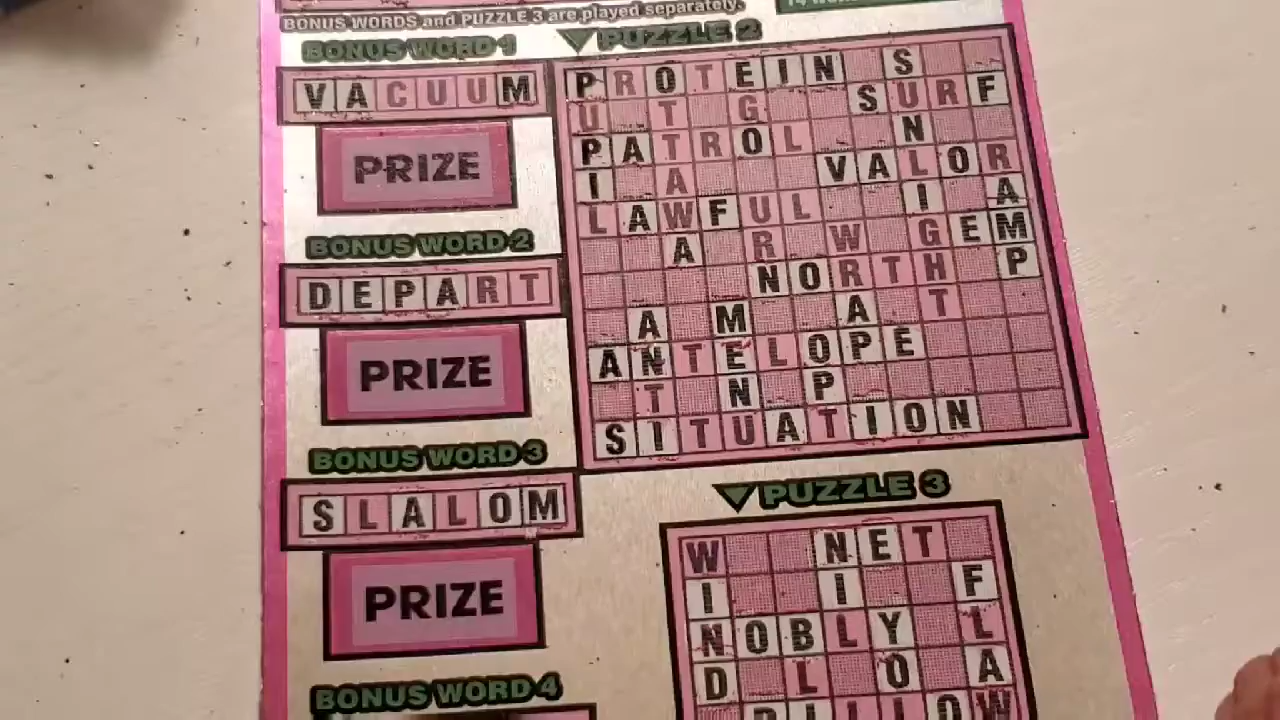 BONUS WORDS and PUZZLE 3 are played separately.
BONUS WORD 1
VACUUM
PRIZE
BONUS WORD 2
DEPART
PRIZE
BONUS WORD 3
SLALOM
PRIZE
BONUS WORD 4
PUZZLE 2
PROTEIN S
U T G SURF
PATROL N
I A VALOR
LAWFUL I A
A R W GEM
NORTH P
A M A T
ANTELOPE
T N P
SITUATION
PUZZLE 3
W NET
I I F
NOBLY L
D L O A
PILLOW